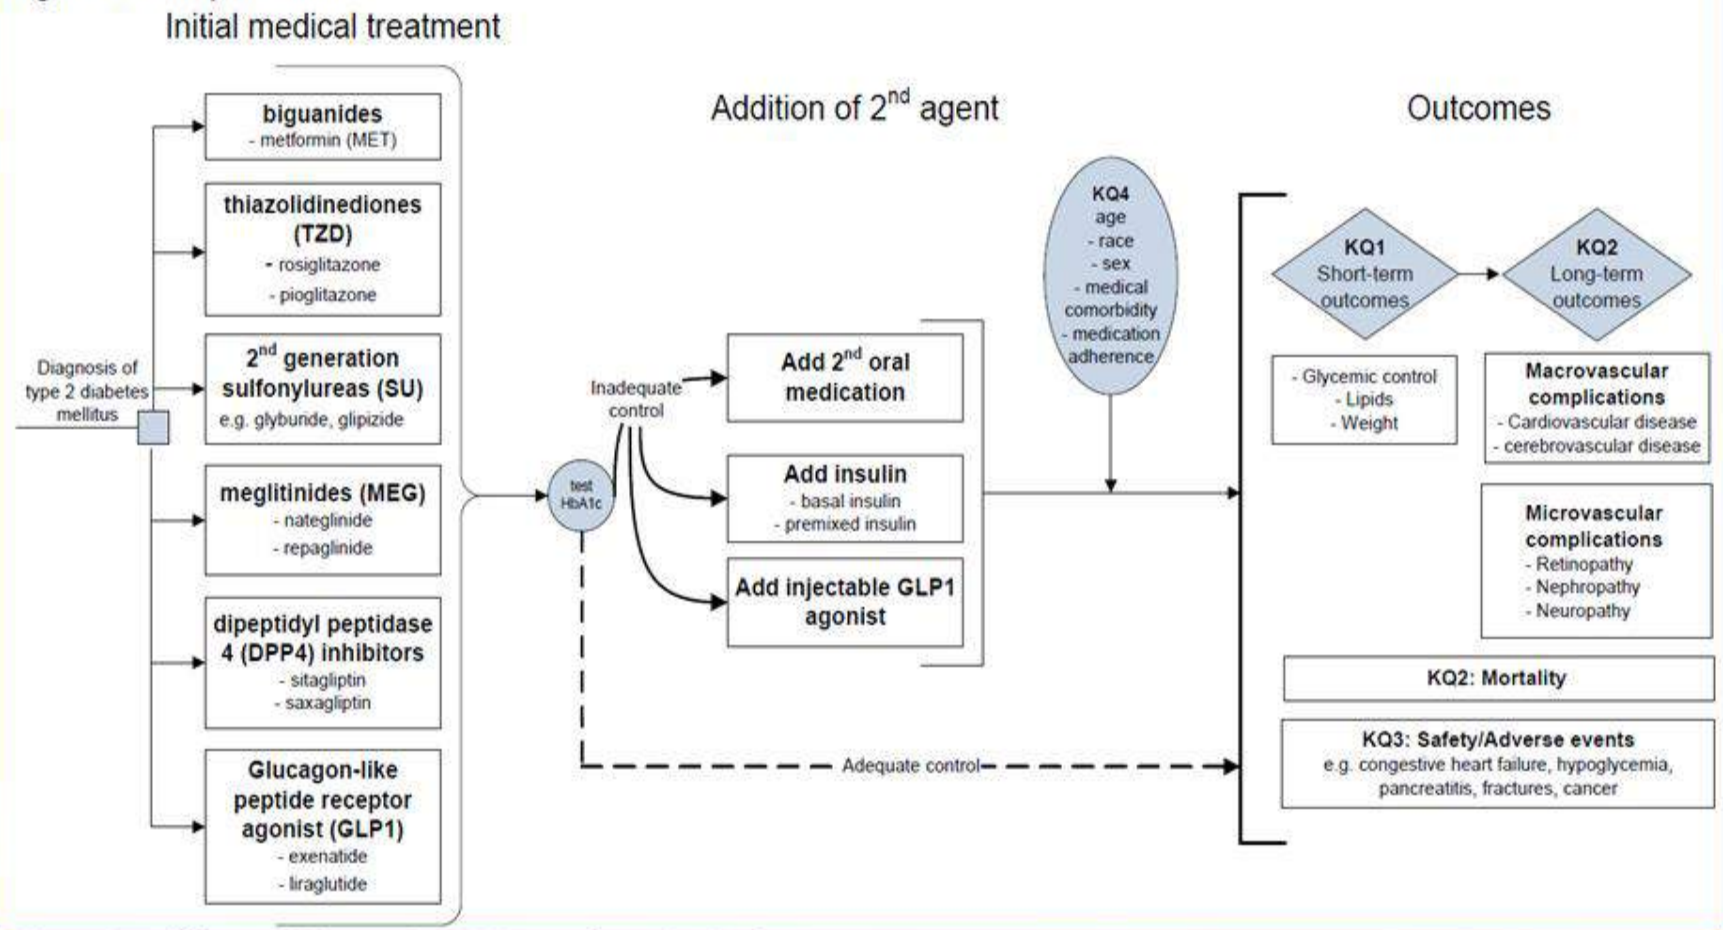 Initial medical treatment
biguanides
- metformin (MET)
thiazolidinediones
(TZD)
- rosiglitazone
- pioglitazone
Diagnosis of
type 2 diabetes
mellitus
2nd generation
sulfonylureas (SU)
e.g. glyburide, glipizide
meglitinides (MEG)
- nateglinide
- repaglinide
dipeptidyl peptidase
4 (DPP4) inhibitors
- sitagliptin
- saxagliptin
Glucagon-like
peptide receptor
agonist (GLP1)
- exenatide
- liraglutide
test
HbA1c
Inadequate
control
Adequate control
Addition of 2nd agent
Add 2nd oral
medication
Add insulin
- basal insulin
- premixed insulin
Add injectable GLP1
agonist
KQ4
age
- race
- sex
- medical
comorbidity
- medication
adherence
Outcomes
KQ1
Short-term
outcomes
- Glycemic control
- Lipids
- Weight
KQ2
Long-term
outcomes
Macrovascular
complications
- Cardiovascular disease
- cerebrovascular disease
Microvascular
complications
- Retinopathy
- Nephropathy
- Neuropathy
KQ2: Mortality
KQ3: Safety/Adverse events
e.g. congestive heart failure, hypoglycemia,
pancreatitis, fractures, cancer